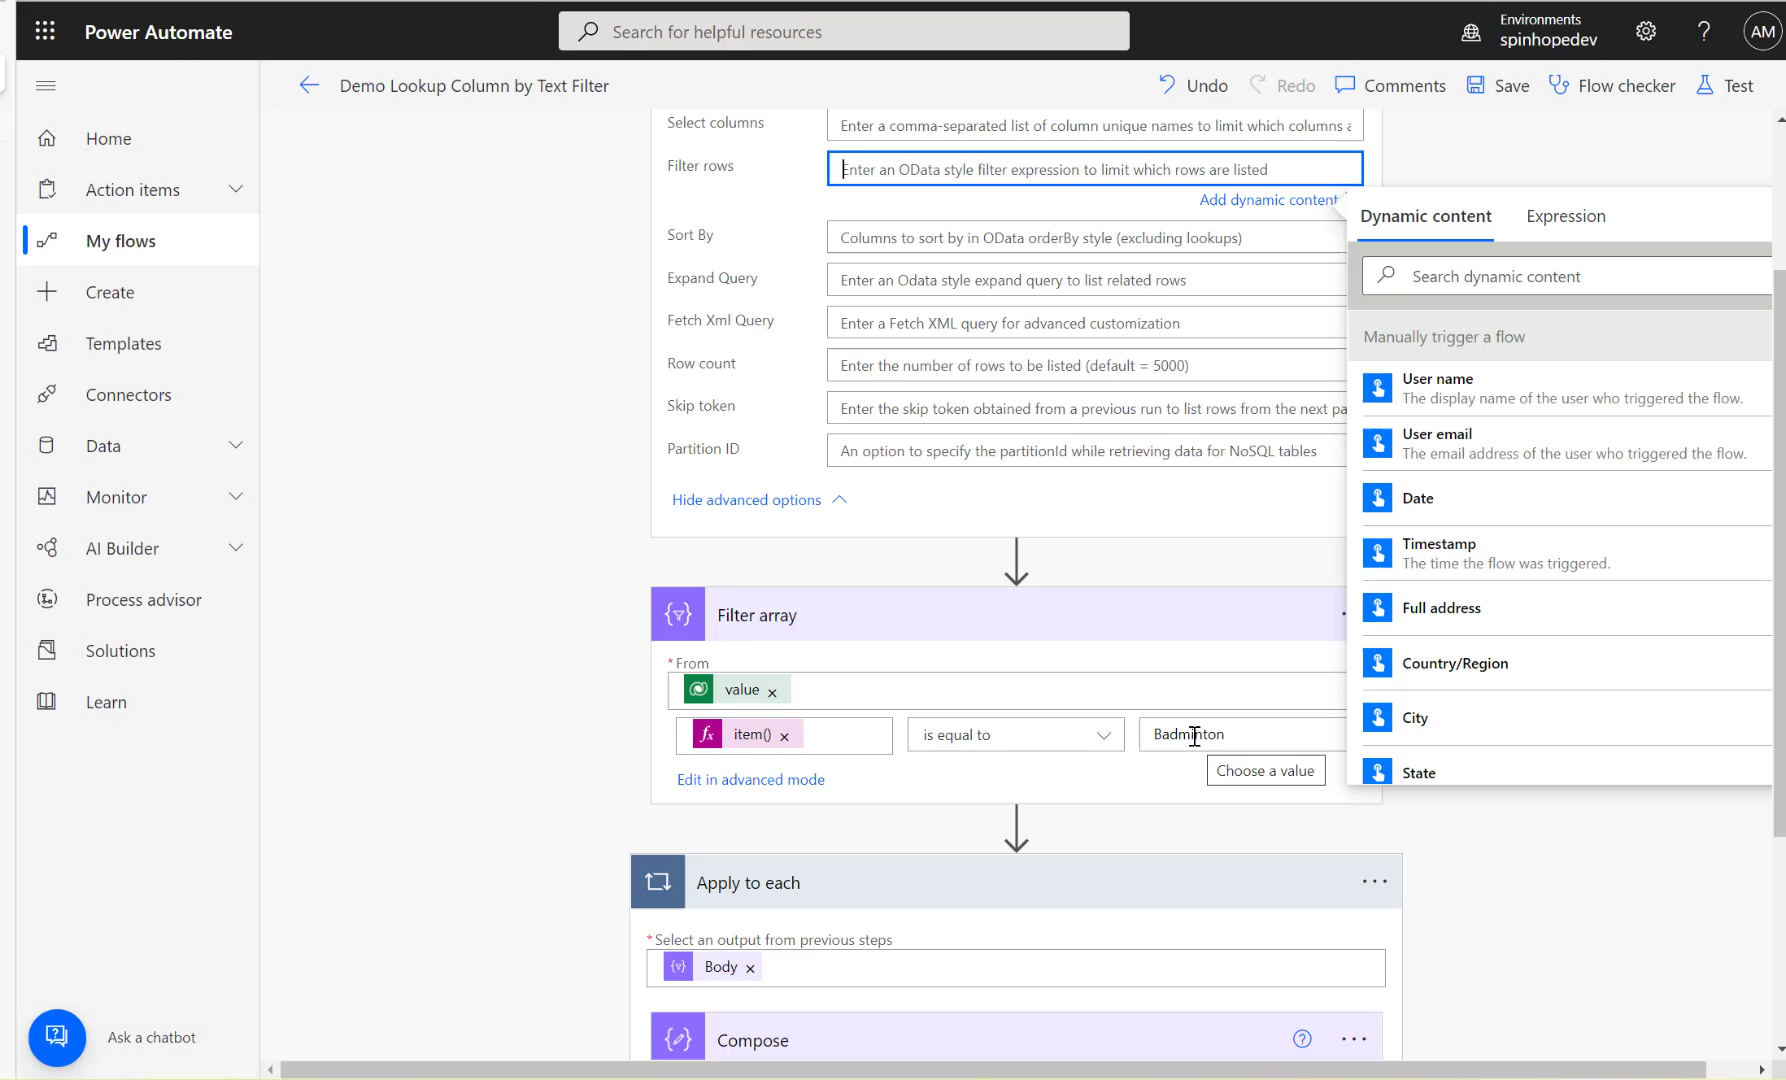 Power Automate
Search for helpful resources
Environments
spinhopedev
?
AM
Demo Lookup Column by Text Filter
Undo
Redo
Comments
Save
Flow checker
Test
Home
Action items
My flows
Create
Templates
Connectors
Data
Monitor
AI Builder
Process advisor
Solutions
Learn
Ask a chatbot
Select columns
Enter a comma-separated list of column unique names to limit which columns a
Filter rows
Enter an OData style filter expression to limit which rows are listed
Add dynamic content
Sort By
Columns to sort by in OData orderBy style (excluding lookups)
Expand Query
Enter an Odata style expand query to list related rows
Fetch Xml Query
Enter a Fetch XML query for advanced customization
Row count
Enter the number of rows to be listed (default = 5000)
Skip token
Enter the skip token obtained from a previous run to list rows from the next pa
Partition ID
An option to specify the partitionId while retrieving data for NoSQL tables
Hide advanced options
Filter array
* From
value ×
fx item() ×
is equal to
Badminton
Choose a value
Edit in advanced mode
Apply to each
* Select an output from previous steps
Body ×
Compose
?
Dynamic content
Expression
Search dynamic content
Manually trigger a flow
User name
The display name of the user who triggered the flow.
User email
The email address of the user who triggered the flow.
Date
Timestamp
The time the flow was triggered.
Full address
Country/Region
City
State